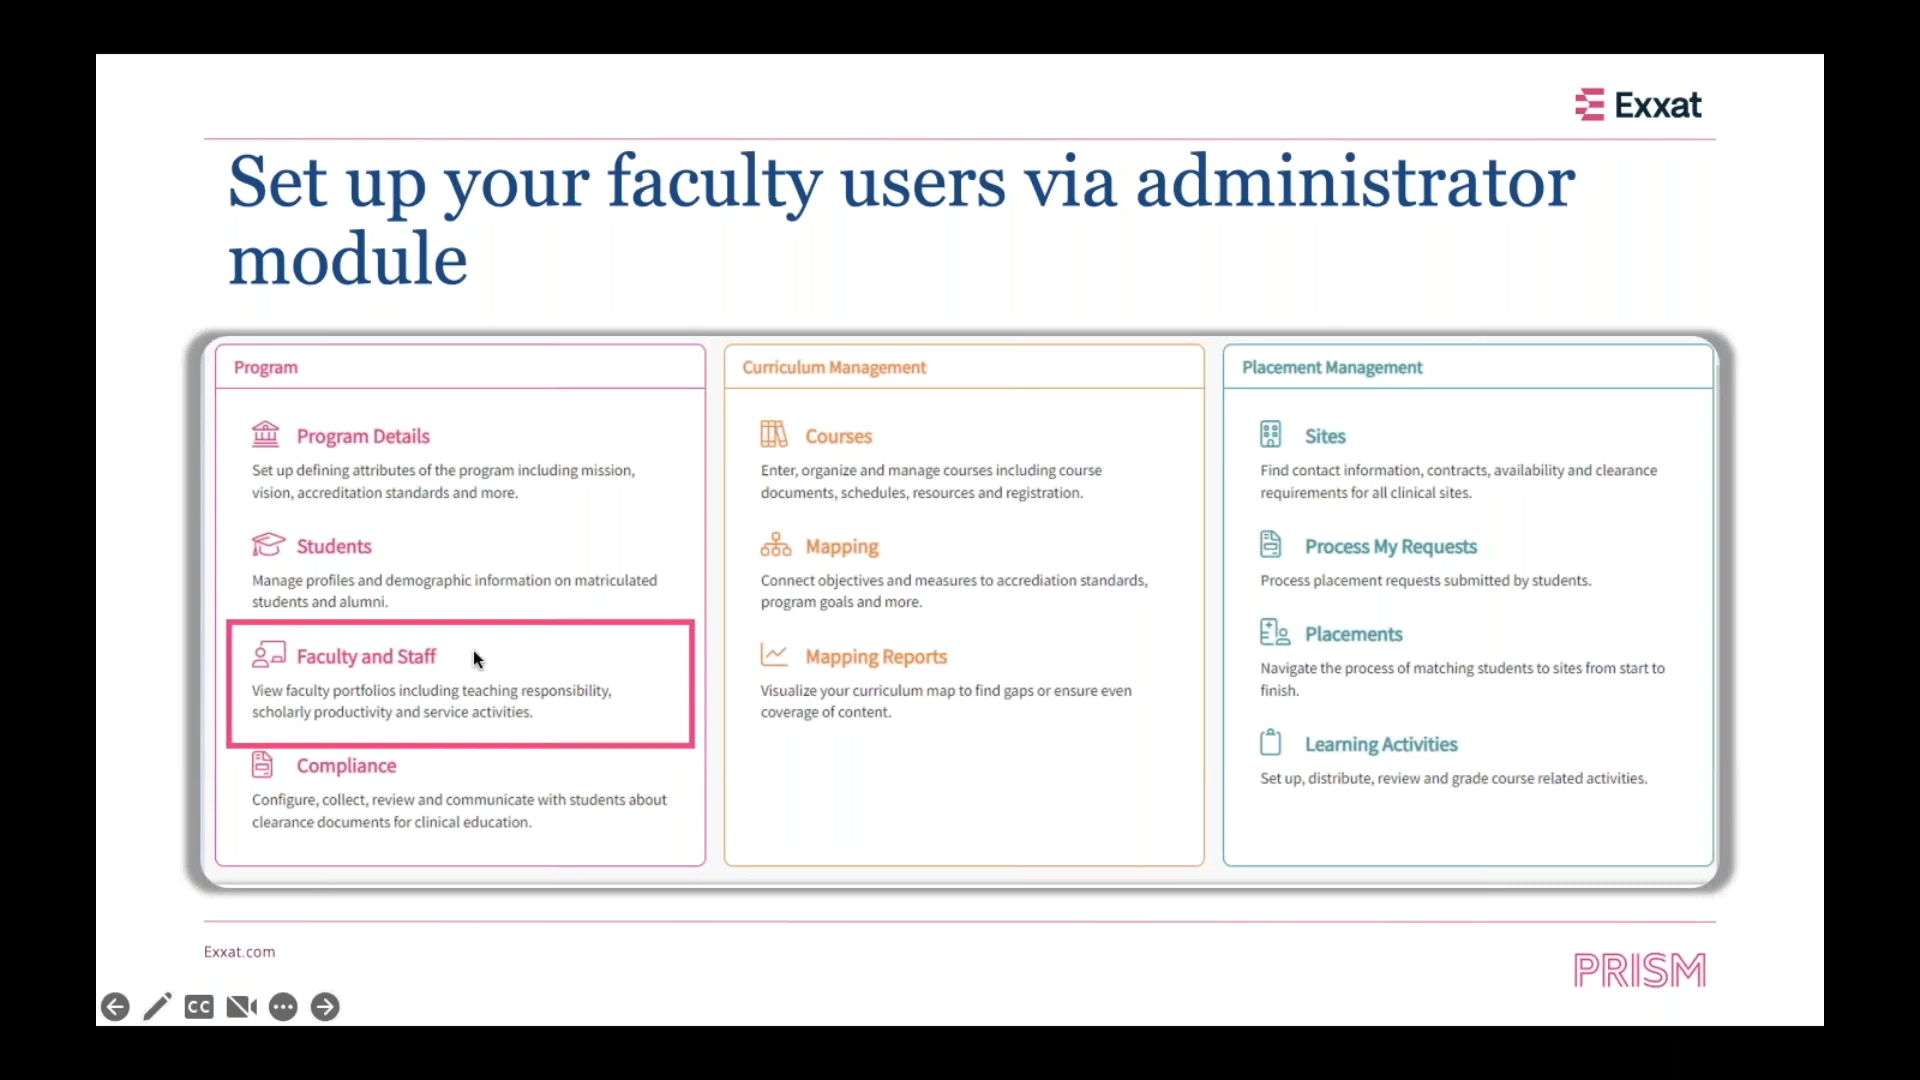 Exxat
Set up your faculty users via administrator
module
Program
Program Details
Set up defining attributes of the program including mission,
vision, accreditation standards and more.
Students
Manage profiles and demographic information on matriculated
students and alumni.
Faculty and Staff
View faculty portfolios including teaching responsibility,
scholarly productivity and service activities.
Compliance
Configure, collect, review and communicate with students about
clearance documents for clinical education.
Curriculum Management
Courses
Enter, organize and manage courses including course
documents, schedules, resources and registration.
Mapping
Connect objectives and measures to accrediation standards,
program goals and more.
Mapping Reports
Visualize your curriculum map to find gaps or ensure even
coverage of content.
Placement Management
Sites
Find contact information, contracts, availability and clearance
requirements for all clinical sites.
Process My Requests
Process placement requests submitted by students.
Placements
Navigate the process of matching students to sites from start to
finish.
Learning Activities
Set up, distribute, review and grade course related activities.
Exxat.com
PRISM
CC